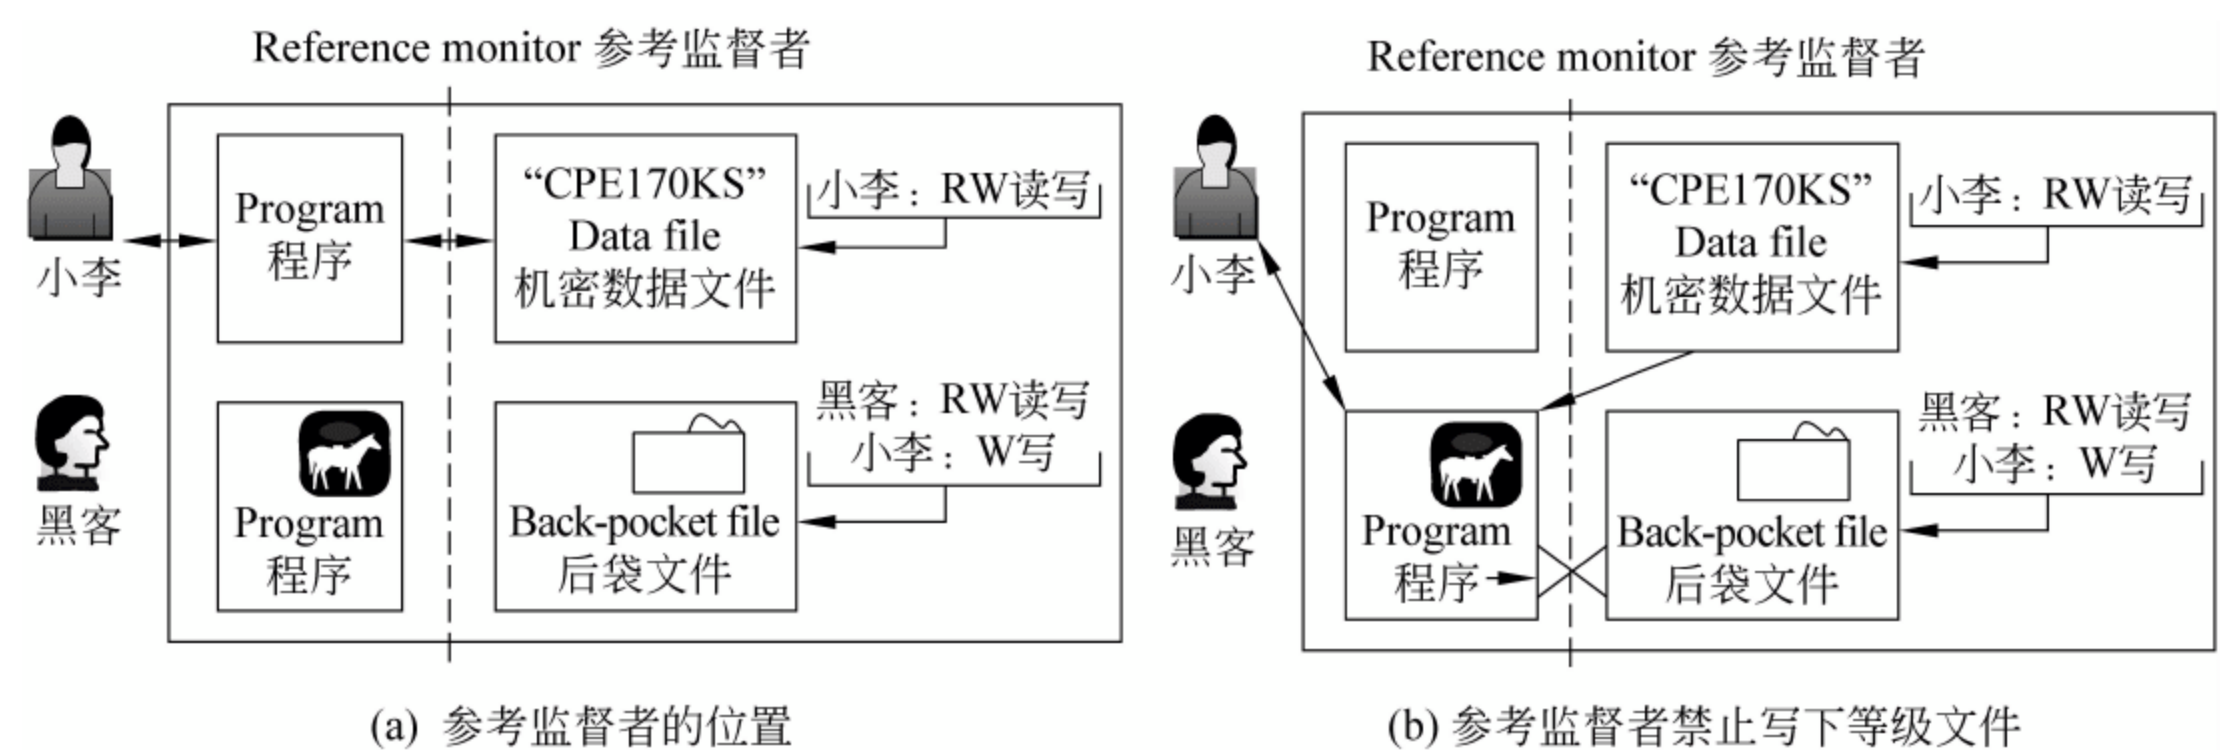 Reference monitor 参考监督者
小李
Program
程序
“CPE170KS”
Data file
机密数据文件
小李：RW读写
黑客
Program
程序
Back-pocket file
后袋文件
黑客：RW读写
小李：W写
(a) 参考监督者的位置
Reference monitor 参考监督者
小李
Program
程序
“CPE170KS”
Data file
机密数据文件
小李：RW读写
黑客
Program
程序
Back-pocket file
后袋文件
黑客：RW读写
小李：W写
(b) 参考监督者禁止写下等级文件